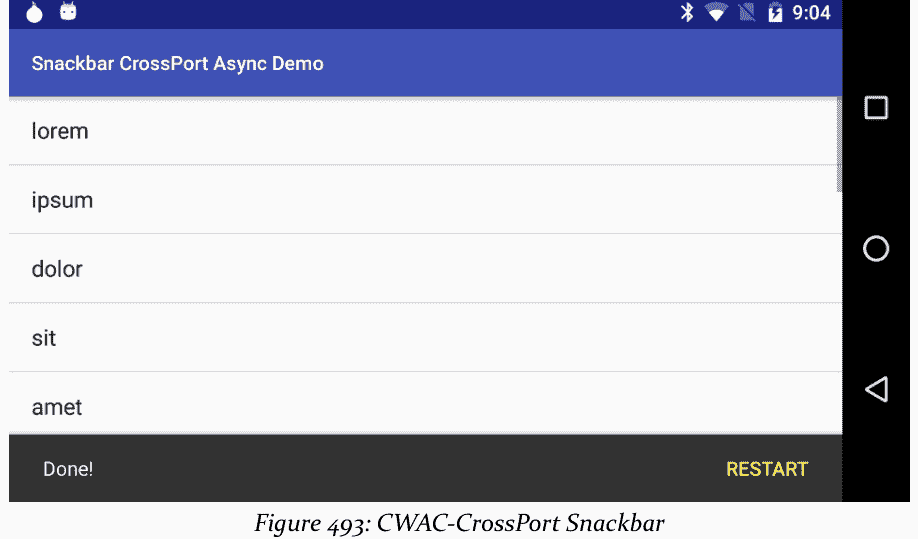 9:04
Snackbar CrossPort Async Demo
lorem
ipsum
dolor
sit
amet
Done! RESTART
Figure 493: CWAC-CrossPort Snackbar